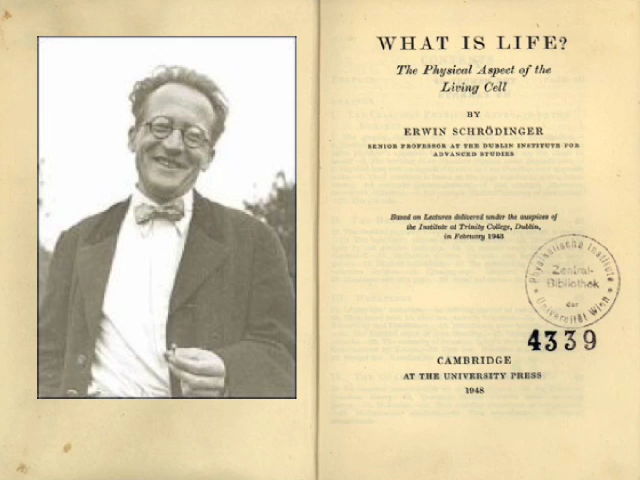 WHAT IS LIFE?
The Physical Aspect of the
Living Cell
BY
ERWIN SCHRÖDINGER
SENIOR PROFESSOR AT THE DUBLIN INSTITUTE FOR
ADVANCED STUDIES
Based on Lectures delivered under the auspices of
the Institute at Trinity College, Dublin,
in February 1943
Physikalische Institute
Zentral-
Bibliothek
der
Universität Wien
4339
CAMBRIDGE
AT THE UNIVERSITY PRESS
1948